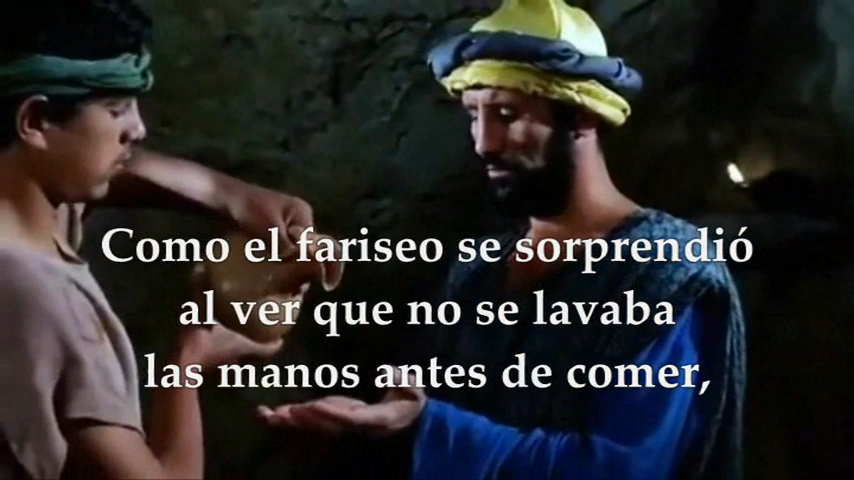 Como el fariseo se sorprendió
al ver que no se lavaba
las manos antes de comer,